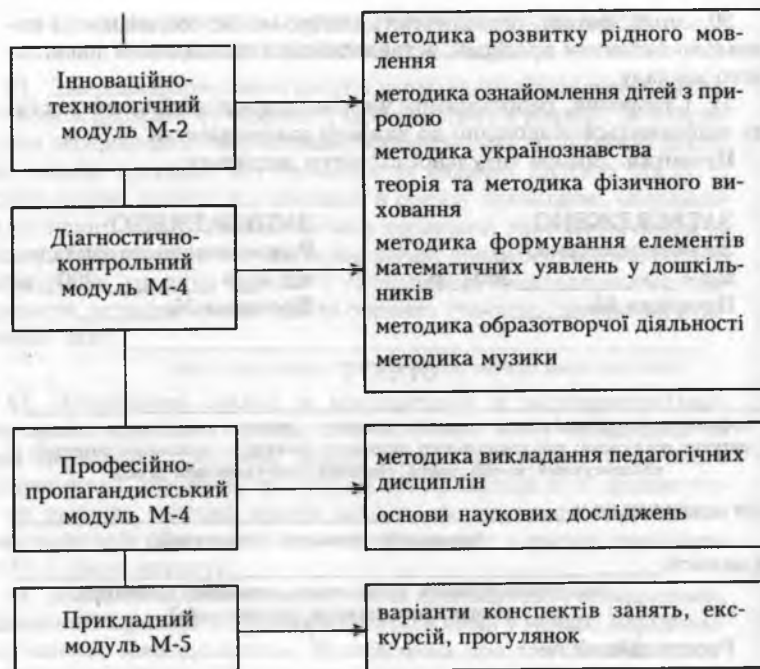 Інноваційно-
технологічний
модуль М-2
методика розвитку рідного мов-
лення
методика ознайомлення дітей з при-
родою
методика українознавства
теорія та методика фізичного ви-
ховання
методика формування елементів
математичних уявлень у дошкіль-
ників
методика образотворчої діяльності
методика музики
Діагностично-
контрольний
модуль М-4
Професійно-
пропагандистський
модуль М-4
методика викладання педагогічних
дисциплін
основи наукових досліджень
Прикладний
модуль М-5
варіанти конспектів занять, екс-
курсій, прогулянок